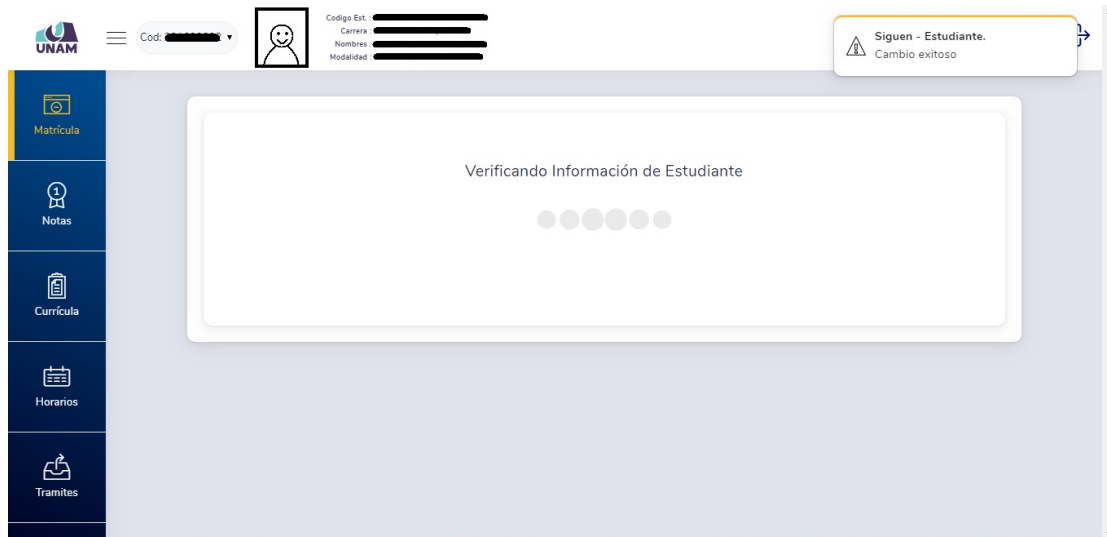 UNAM
Cod:
Codigo Est. :
Carrera :
Nombres :
Modalidad :
Siguen - Estudiante.
Cambio exitoso
Matrícula
Verificando Información de Estudiante
1
Notas
Currícula
Horarios
Tramites